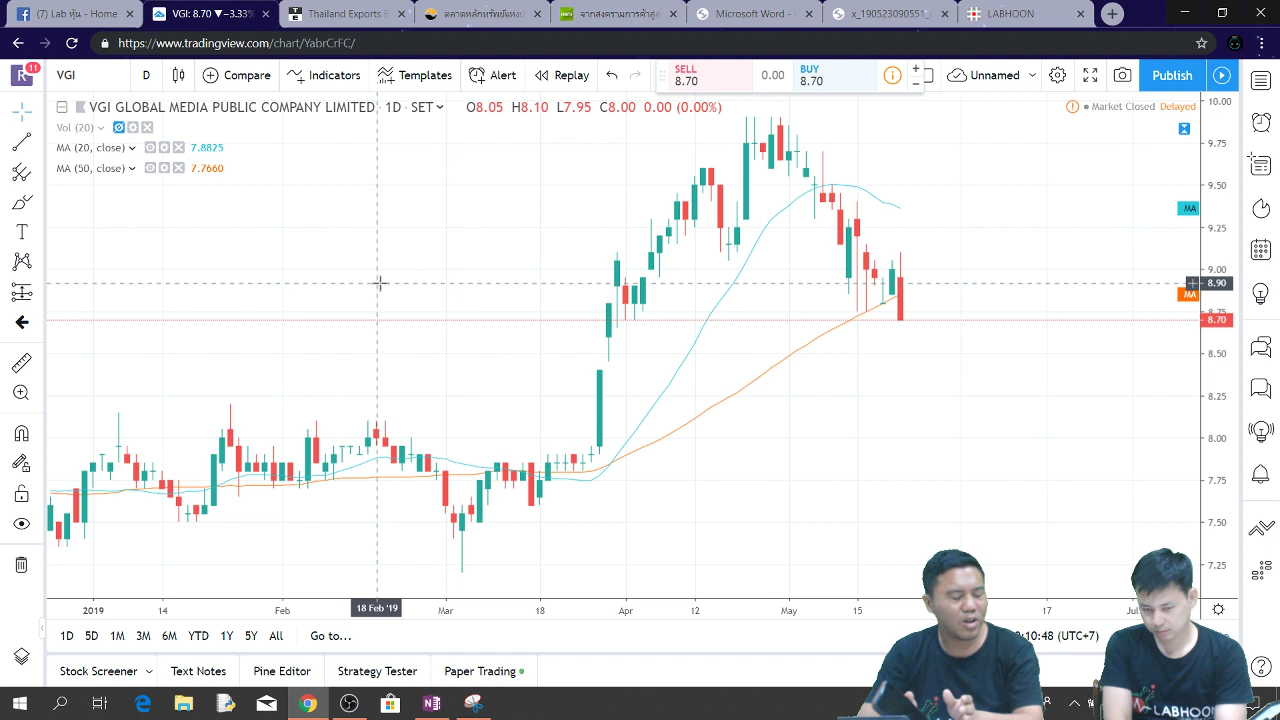 Lab หุ้น - Home
VGI: 8.70 ▼−3.33%
Thailand Exports B
Microsoft Word -
x1_90523090551_
LABHOON
https://www.tradingview.com/chart/YabrCrFC/
R
11
VGI
D
Compare
Indicators
Templates
Alert
Replay
SELL
8.70
0.00
BUY
8.70
Unnamed
Publish
VGI GLOBAL MEDIA PUBLIC COMPANY LIMITED · 1D · SET
O8.05 H8.10 L7.95 C8.00 0.00 (0.00%)
Market Closed Delayed
Vol (20)
MA (20, close)
7.8825
MA (50, close)
7.7660
10.00
9.75
9.50
MA
9.25
9.00
8.90
MA
8.75
8.70
8.50
8.25
8.00
7.75
7.50
7.25
2019
14
Feb
18 Feb '19
Mar
18
Apr
12
May
15
17
Jul
1D 5D 1M 3M 6M YTD 1Y 5Y All Go to...
:10:48 (UTC+7)
Stock Screener
Text Notes
Pine Editor
Strategy Tester
Paper Trading
LABHOON